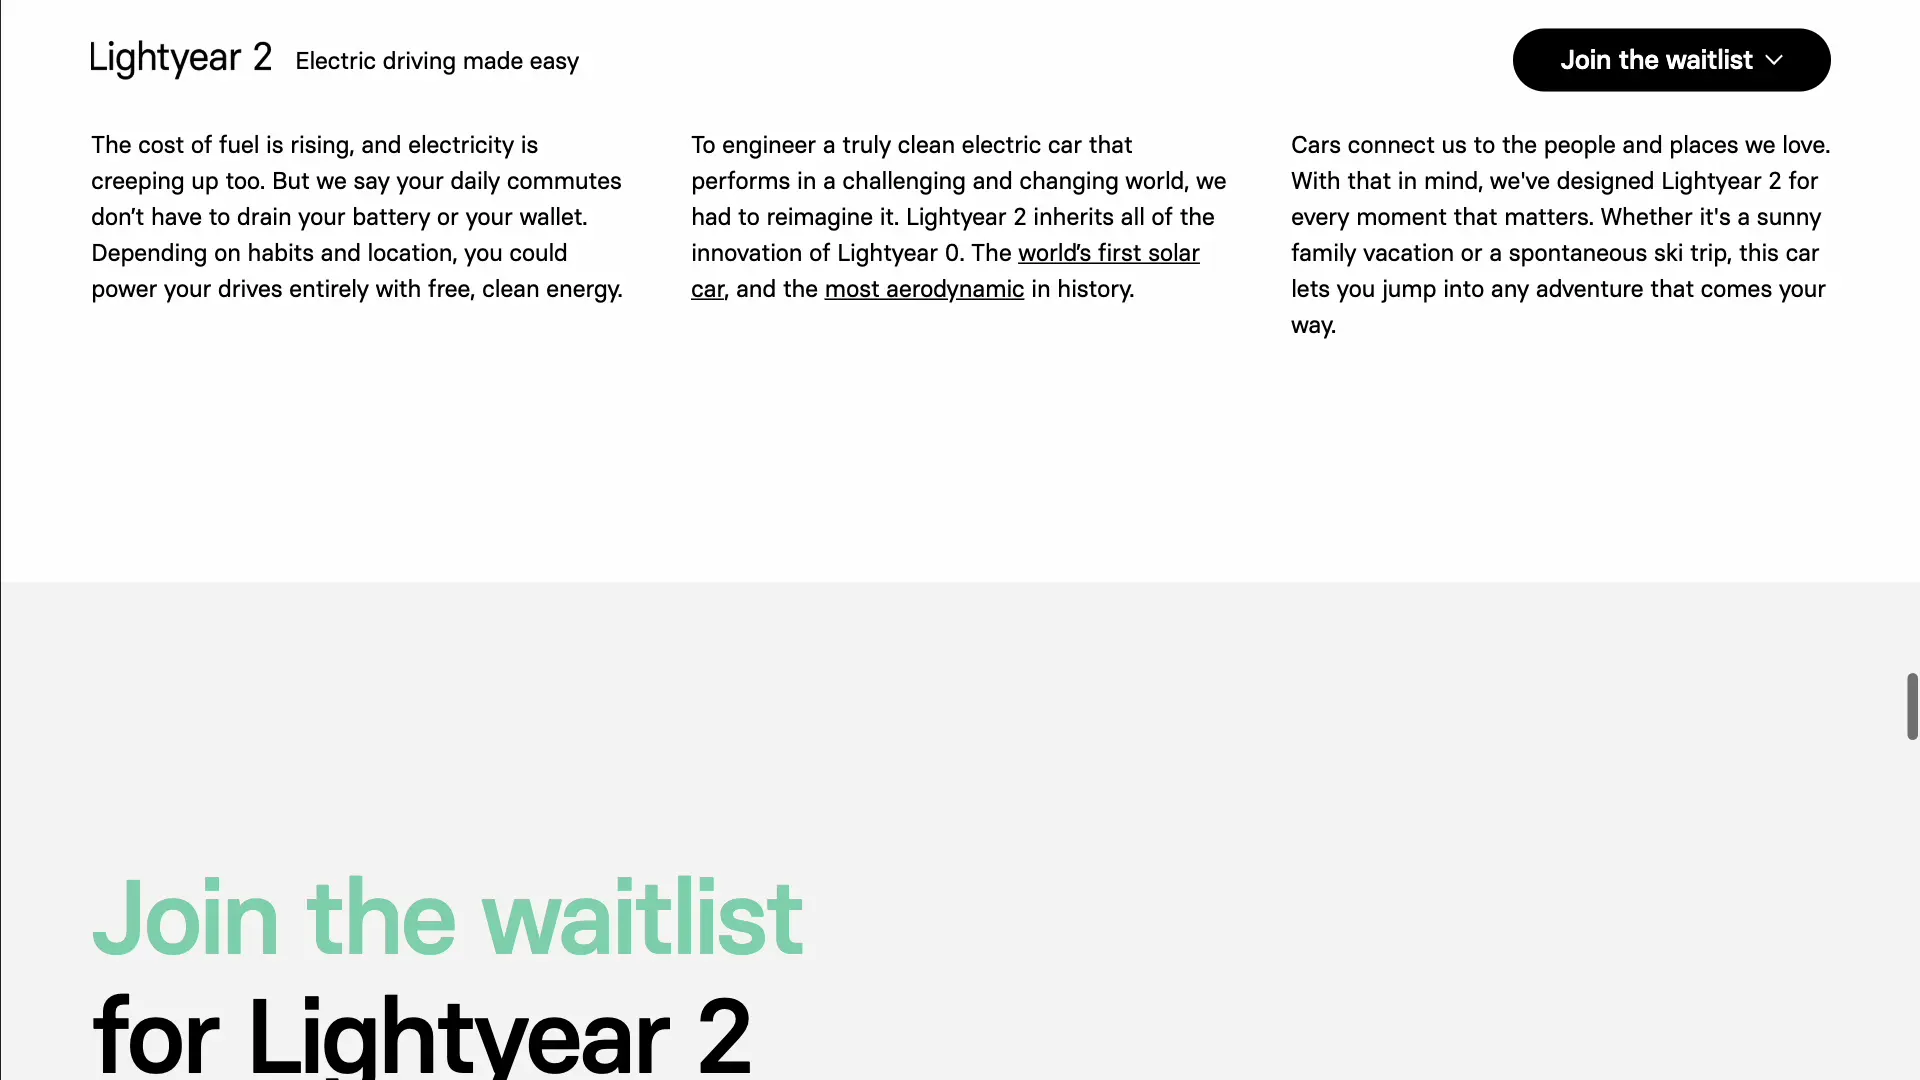 Lightyear 2 Electric driving made easy
Join the waitlist
The cost of fuel is rising, and electricity is
creeping up too. But we say your daily commutes
don’t have to drain your battery or your wallet.
Depending on habits and location, you could
power your drives entirely with free, clean energy.
To engineer a truly clean electric car that
performs in a challenging and changing world, we
had to reimagine it. Lightyear 2 inherits all of the
innovation of Lightyear 0. The world’s first solar
car, and the most aerodynamic in history.
Cars connect us to the people and places we love.
With that in mind, we've designed Lightyear 2 for
every moment that matters. Whether it's a sunny
family vacation or a spontaneous ski trip, this car
lets you jump into any adventure that comes your
way.
Join the waitlist
for Lightyear 2